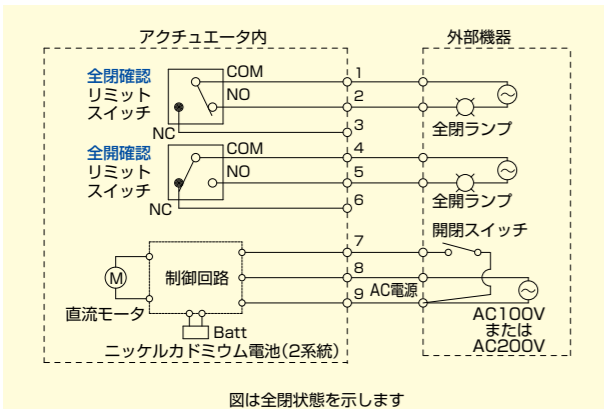 アクチュエータ内
外部機器
全閉確認
リミット
スイッチ
COM
NO
NC
1
2
3
全閉ランプ
全開確認
リミット
スイッチ
COM
NO
NC
4
5
6
全開ランプ
開閉スイッチ
7
8
9
AC電源
M
制御回路
直流モータ
Batt
ニッケルカドミウム電池(2系統)
AC100V
または
AC200V
図は全閉状態を示します